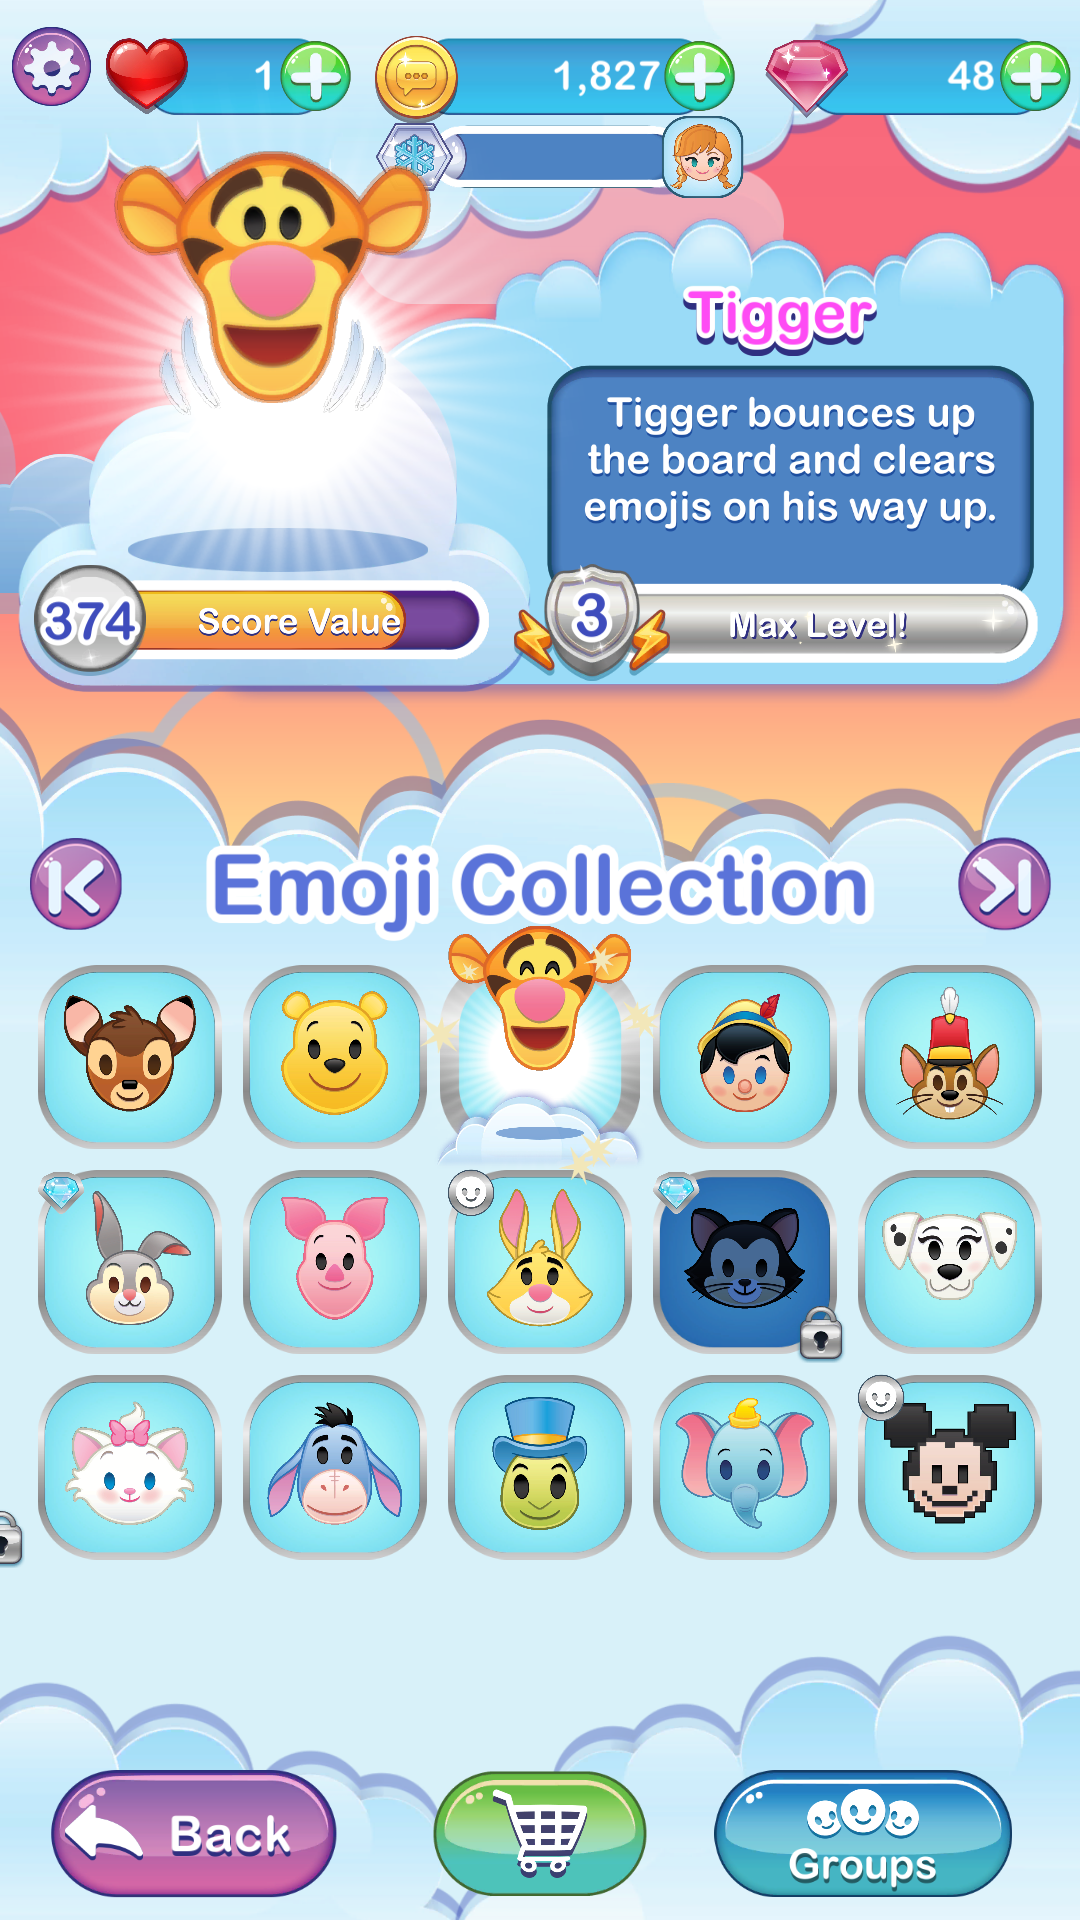 1
1,827
48
Tigger
Tigger bounces up
the board and clears
emojis on his way up.
374
Score Value
3
Max Level!
Emoji Collection
Back
Groups